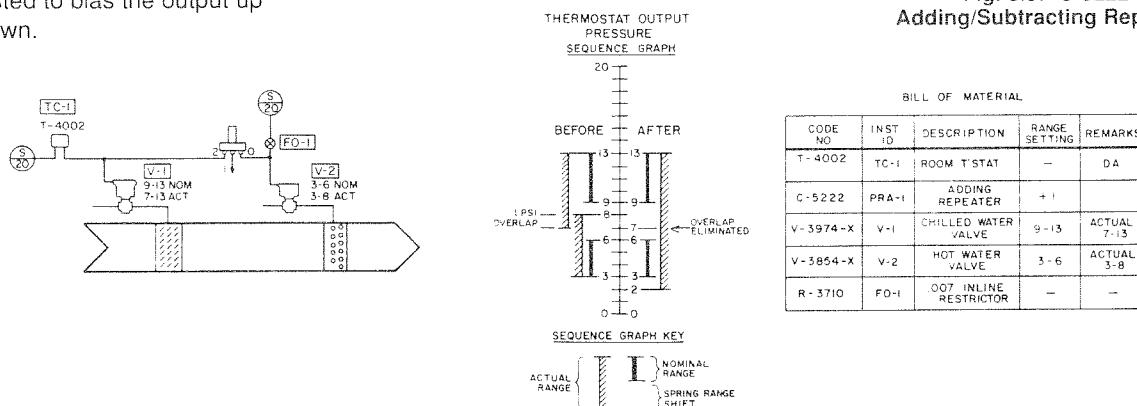 sted to bias the output up
wn.
Adding/Subtracting Rep
THERMOSTAT OUTPUT
PRESSURE
SEQUENCE GRAPH
20
BEFORE
AFTER
13
13
9
9
8
7
6
6
3
3
2
0
0
1 PSI
OVERLAP
OVERLAP
ELIMINATED
SEQUENCE GRAPH KEY
ACTUAL
RANGE
NOMINAL
RANGE
SPRING RANGE
SHIFT
TC-1
T-4002
S
20
S
20
2
0
1
FO-1
V-1
9-13 NOM
7-13 ACT
V-2
3-6 NOM
3-8 ACT
BILL OF MATERIAL
CODE NO INST ID DESCRIPTION RANGE SETTING REMARKS
T-4002 TC-1 ROOM T'STAT — DA
C-5222 PRA-1 ADDING REPEATER +1
V-3974-X V-1 CHILLED WATER VALVE 9-13 ACTUAL 7-13
V-3854-X V-2 HOT WATER VALVE 3-6 ACTUAL 3-8
R-3710 FO-1 .007 INLINE RESTRICTOR — —